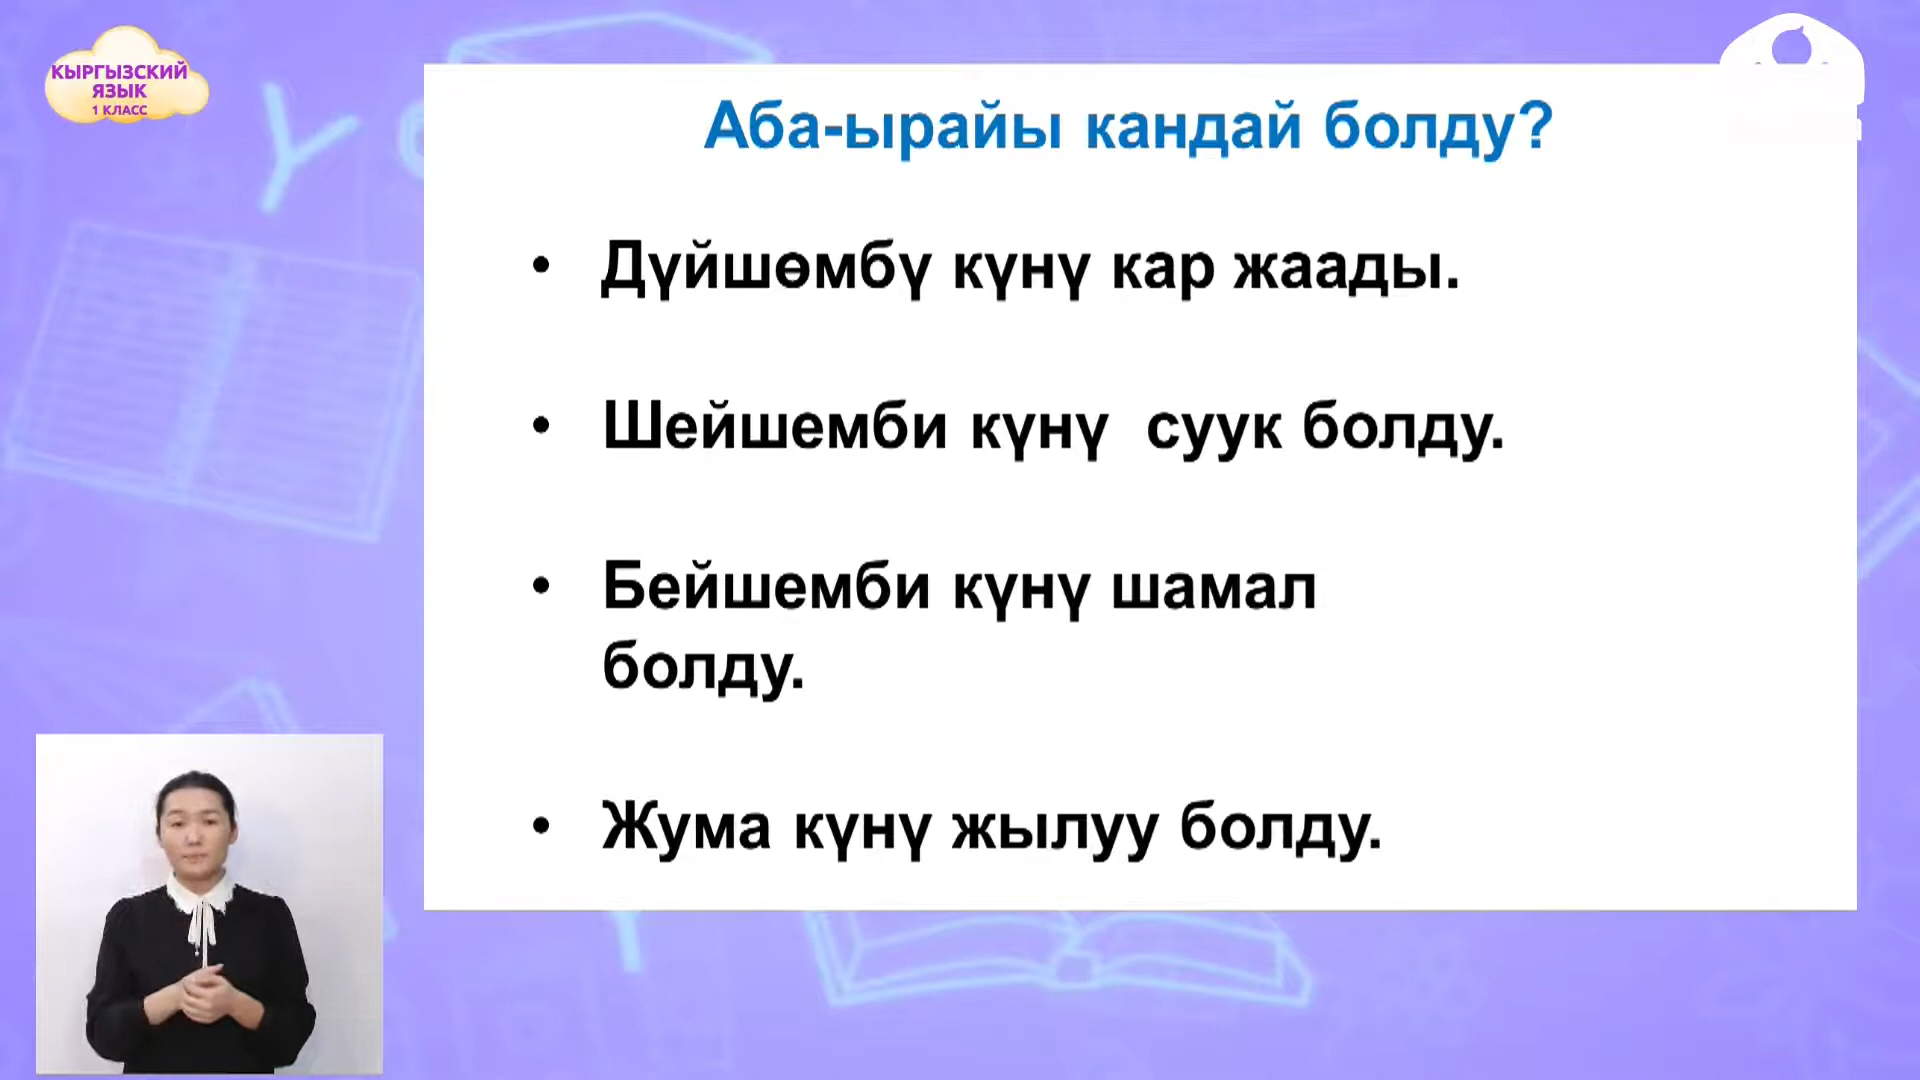 КЫРГЫЗСКИЙ
ЯЗЫК
1 КЛАСС
Аба-ырайы кандай болду?
• Дүйшөмбү күнү кар жаады.
• Шейшемби күнү суук болду.
• Бейшемби күнү шамал
болду.
• Жума күнү жылуу болду.